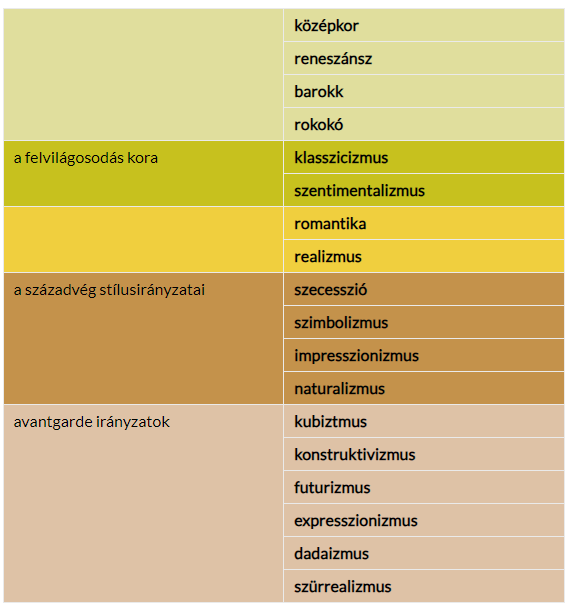 középkor
reneszánsz
barokk
rokokó
a felvilágosodás kora klasszicizmus
szentimentalizmus
romantika
realizmus
a századvég stílusirányzatai szecesszió
szimbolizmus
impresszionizmus
naturalizmus
avantgarde irányzatok kubiztmus
konstruktivizmus
futurizmus
expresszionizmus
dadaizmus
szürrealizmus